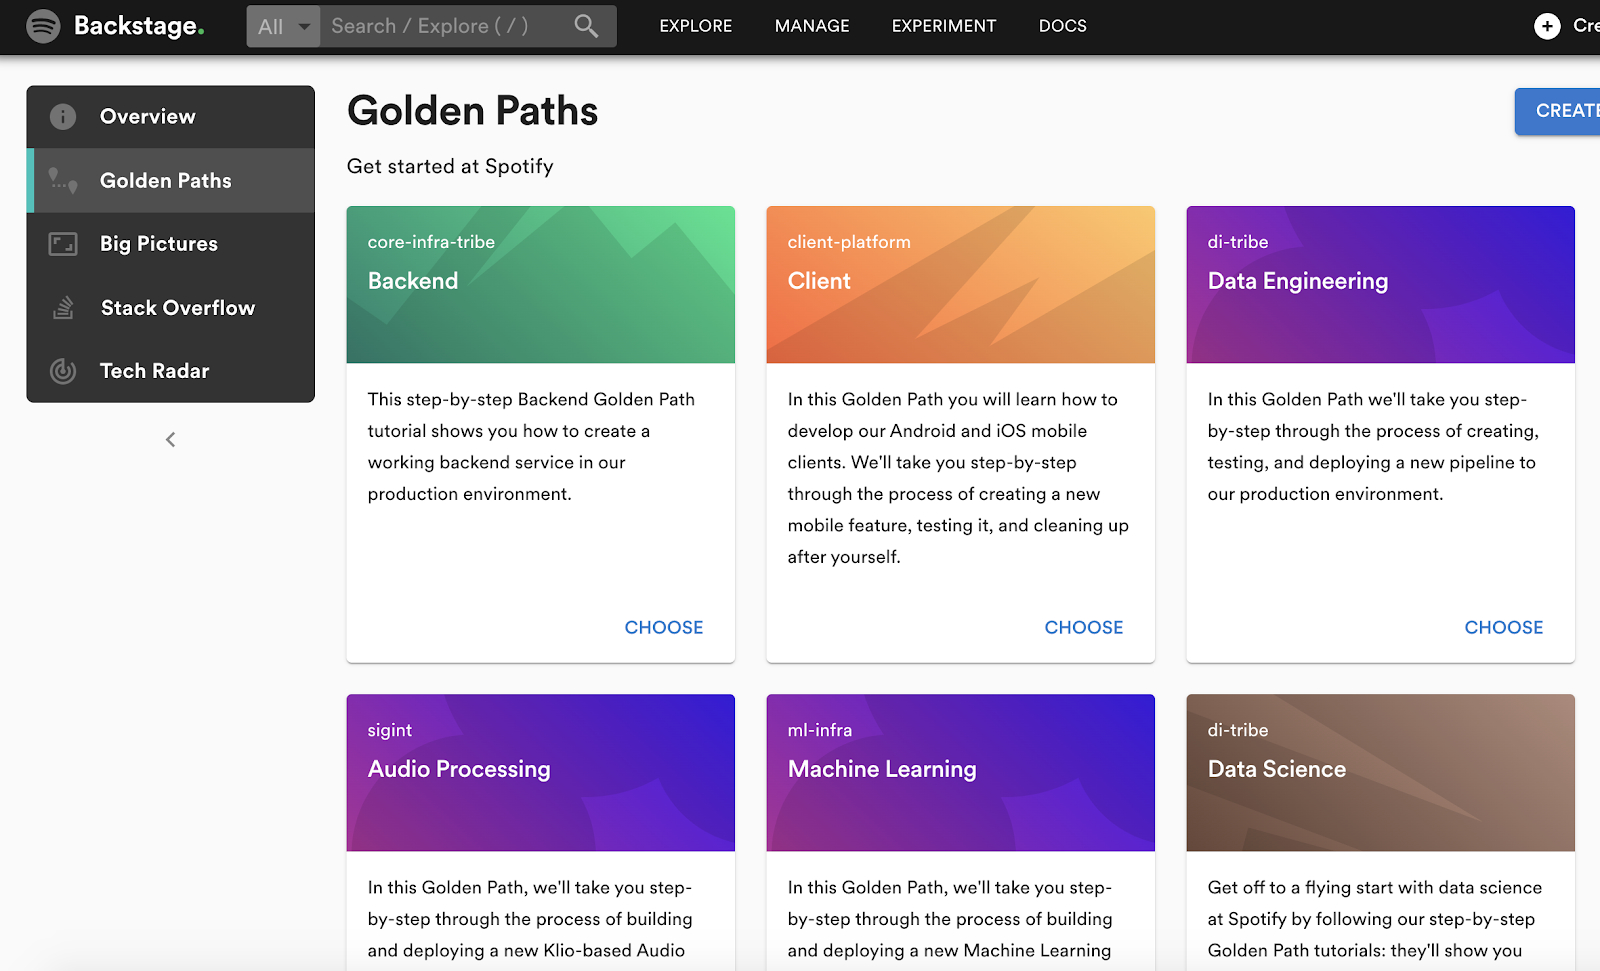 Backstage.
All
Search / Explore ( / )
EXPLORE
MANAGE
EXPERIMENT
DOCS
Cre
Overview
Golden Paths
Big Pictures
Stack Overflow
Tech Radar
Golden Paths
CREATE
Get started at Spotify
core-infra-tribe
Backend
This step-by-step Backend Golden Path
tutorial shows you how to create a
working backend service in our
production environment.
CHOOSE
client-platform
Client
In this Golden Path you will learn how to
develop our Android and iOS mobile
clients. We'll take you step-by-step
through the process of creating a new
mobile feature, testing it, and cleaning up
after yourself.
CHOOSE
di-tribe
Data Engineering
In this Golden Path we'll take you step-
by-step through the process of creating,
testing, and deploying a new pipeline to
our production environment.
CHOOSE
sigint
Audio Processing
In this Golden Path, we'll take you step-
by-step through the process of building
and deploying a new Klio-based Audio
ml-infra
Machine Learning
In this Golden Path, we'll take you step-
by-step through the process of building
and deploying a new Machine Learning
di-tribe
Data Science
Get off to a flying start with data science
at Spotify by following our step-by-step
Golden Path tutorials: they'll show you